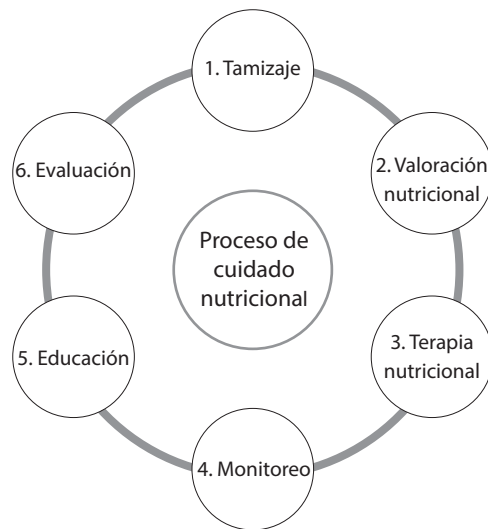 1. Tamizaje
2. Valoración
nutricional
3. Terapia
nutricional
4. Monitoreo
5. Educación
6. Evaluación
Proceso de
cuidado
nutricional